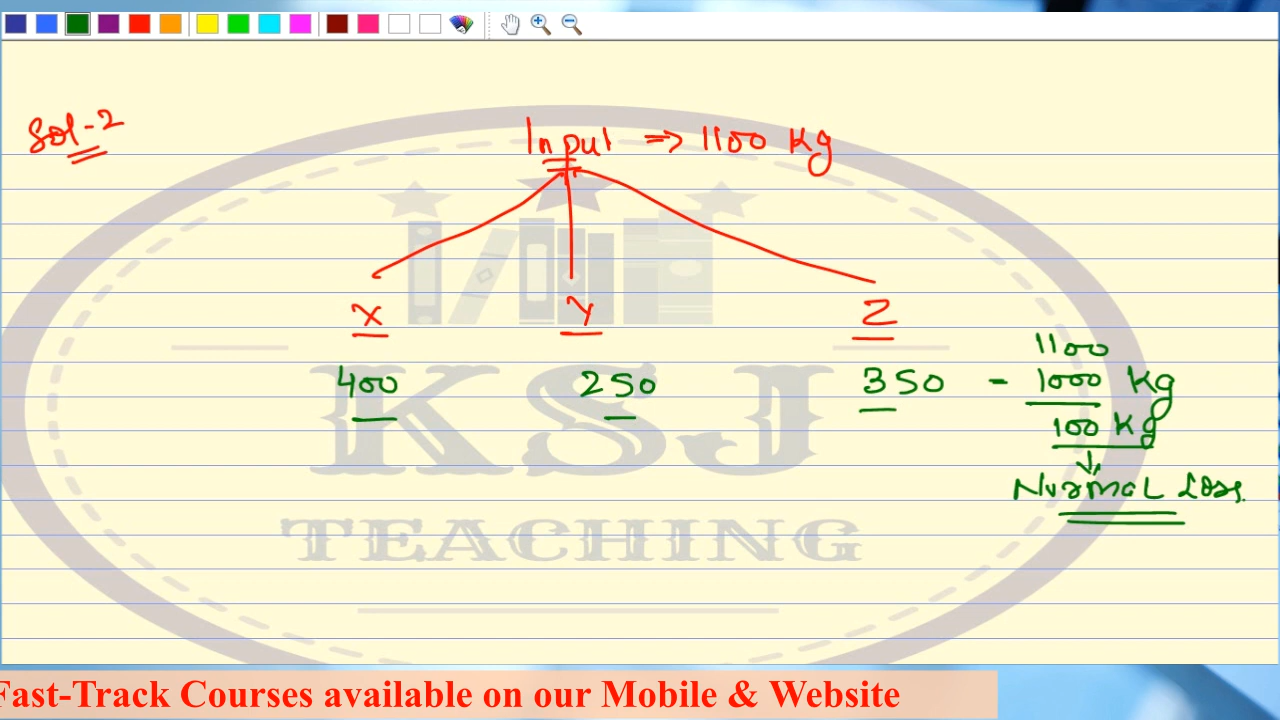 Sol-2
Input ⇒ 1100 Kg
X Y Z
1100
400 250 350 - 1000 Kg
100 Kg
↓
Normal Loss.
KSJ
TEACHING
Fast-Track Courses available on our Mobile & Website